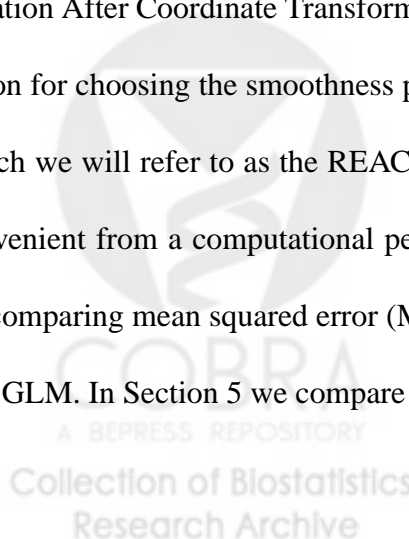 ation After Coordinate Transform
on for choosing the smoothness p
ch we will refer to as the REAC
venient from a computational pe
comparing mean squared error (M
GLM. In Section 5 we compare
COBRA
A BEPRESS REPOSITORY
Collection of Biostatistics
Research Archive